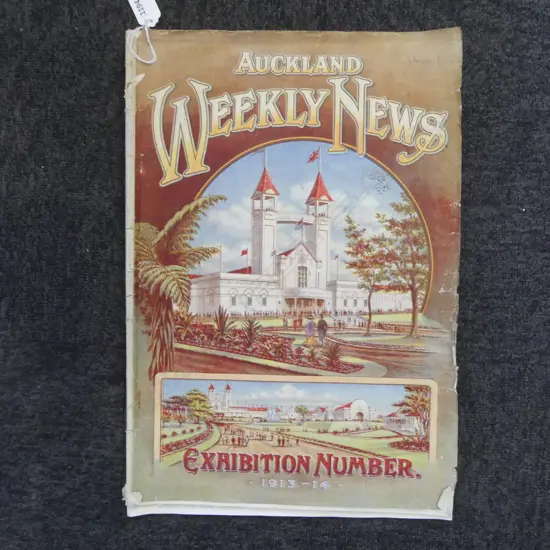 AUCKLAND
WEEKLY NEWS
EXHIBITION NUMBER.
· 1913-14 ·